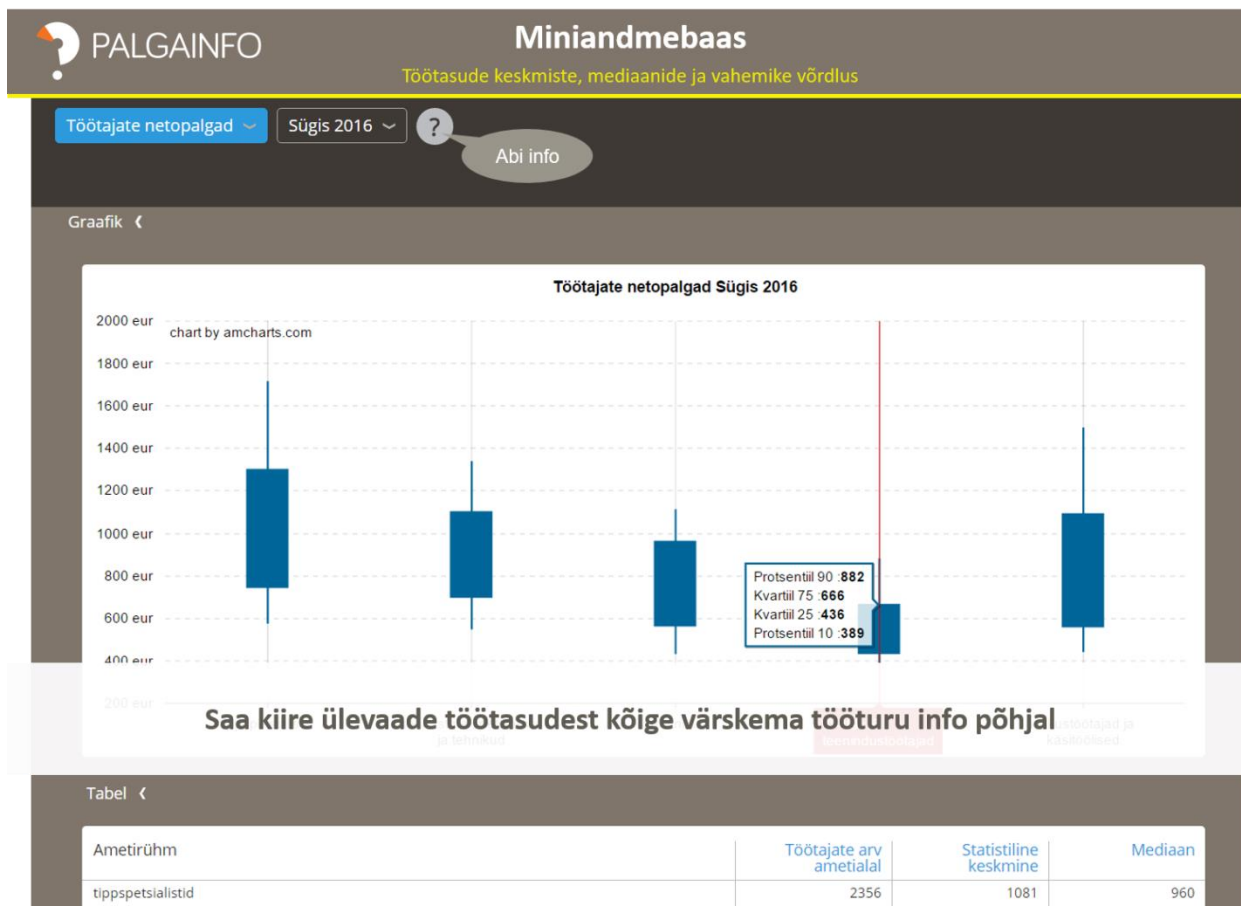 PALGAINFO
Miniandmebaas
Töötasude keskmiste, mediaanide ja vahemike võrdlus
Töötajate netopalgad
Sügis 2016
?
Abi info
Graafik
Töötajate netopalgad Sügis 2016
chart by amcharts.com
2000 eur
1800 eur
1600 eur
1400 eur
1200 eur
1000 eur
800 eur
600 eur
400 eur
200 eur
Protsentiil 90 :882
Kvartiil 75 :666
Kvartiil 25 :436
Protsentiil 10 :389
Saa kiire ülevaade töötasudest kõige värskema tööturu info põhjal
ja tehnikud
teenindustöötajad
ja
käsitöölised
Tabel
Ametirühm
Töötajate arv
ametialal
Statistiline
keskmine
Mediaan
tippspetsialistid
2356
1081
960